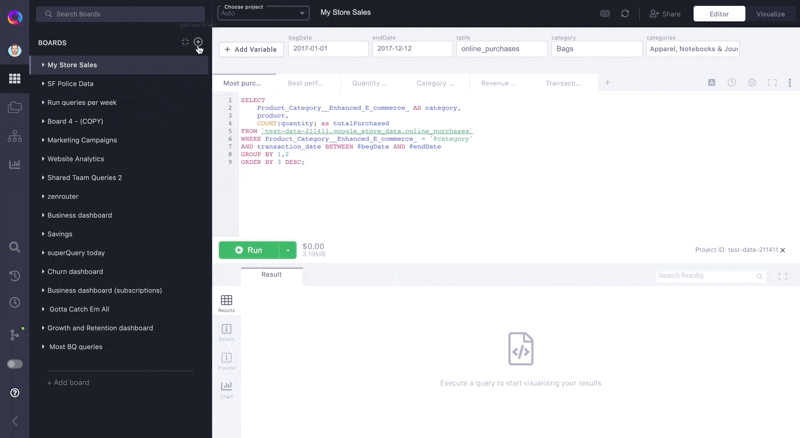 Search Boards
Choose project
Auto
My Store Sales
Share
Editor
Visualize
BOARDS
+ Add Variable
begDate
2017-01-01
endDate
2017-12-12
table
online_purchases
category
Bags
categories
Apparel, Notebooks & Jou
My Store Sales
SF Police Data
Run queries per week
Board 4 - (COPY)
Marketing Campaigns
Website Analytics
Shared Team Queries 2
zenrouter
Business dashboard
Savings
superQuery today
Churn dashboard
Business dashboard (subscriptions)
Gotta Catch Em All
Growth and Retention dashboard
Most BQ queries
+ Add board
Most purc...
Best perf...
Quantity ...
Category ...
Revenue ...
Transacti...
+
A
1 SELECT
2 Product_Category__Enhanced_E_commerce_ AS category,
3 product,
4 COUNT(quantity) as totalPurchased
5 FROM `test-data-211411.google_store_data.online_purchases`
6 WHERE Product_Category__Enhanced_E_commerce_ = '$category'
7 AND transaction_date BETWEEN $begDate AND $endDate
8 GROUP BY 1,2
9 ORDER BY 3 DESC;
Run
$0.00
3.19MB
Project ID: test-data-211411 ×
Result
Search Results
Results
Details
Preview
Chart
Execute a query to start visualizing your results